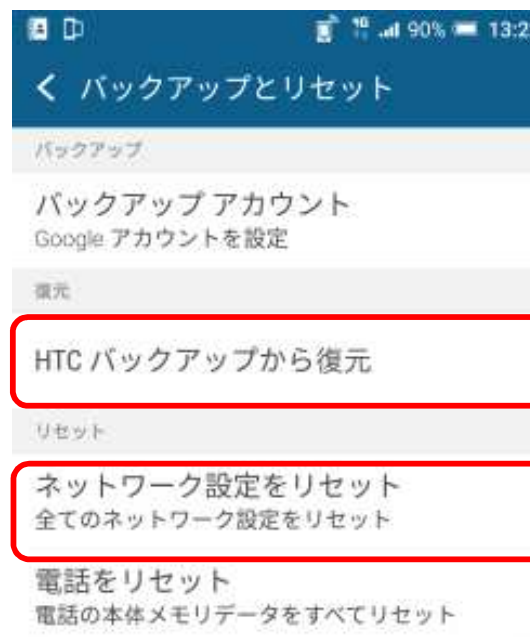 90% 13:2
バックアップとリセット
バックアップ
バックアップ アカウント
Google アカウントを設定
復元
HTC バックアップから復元
リセット
ネットワーク設定をリセット
全てのネットワーク設定をリセット
電話をリセット
電話の本体メモリデータをすべてリセット